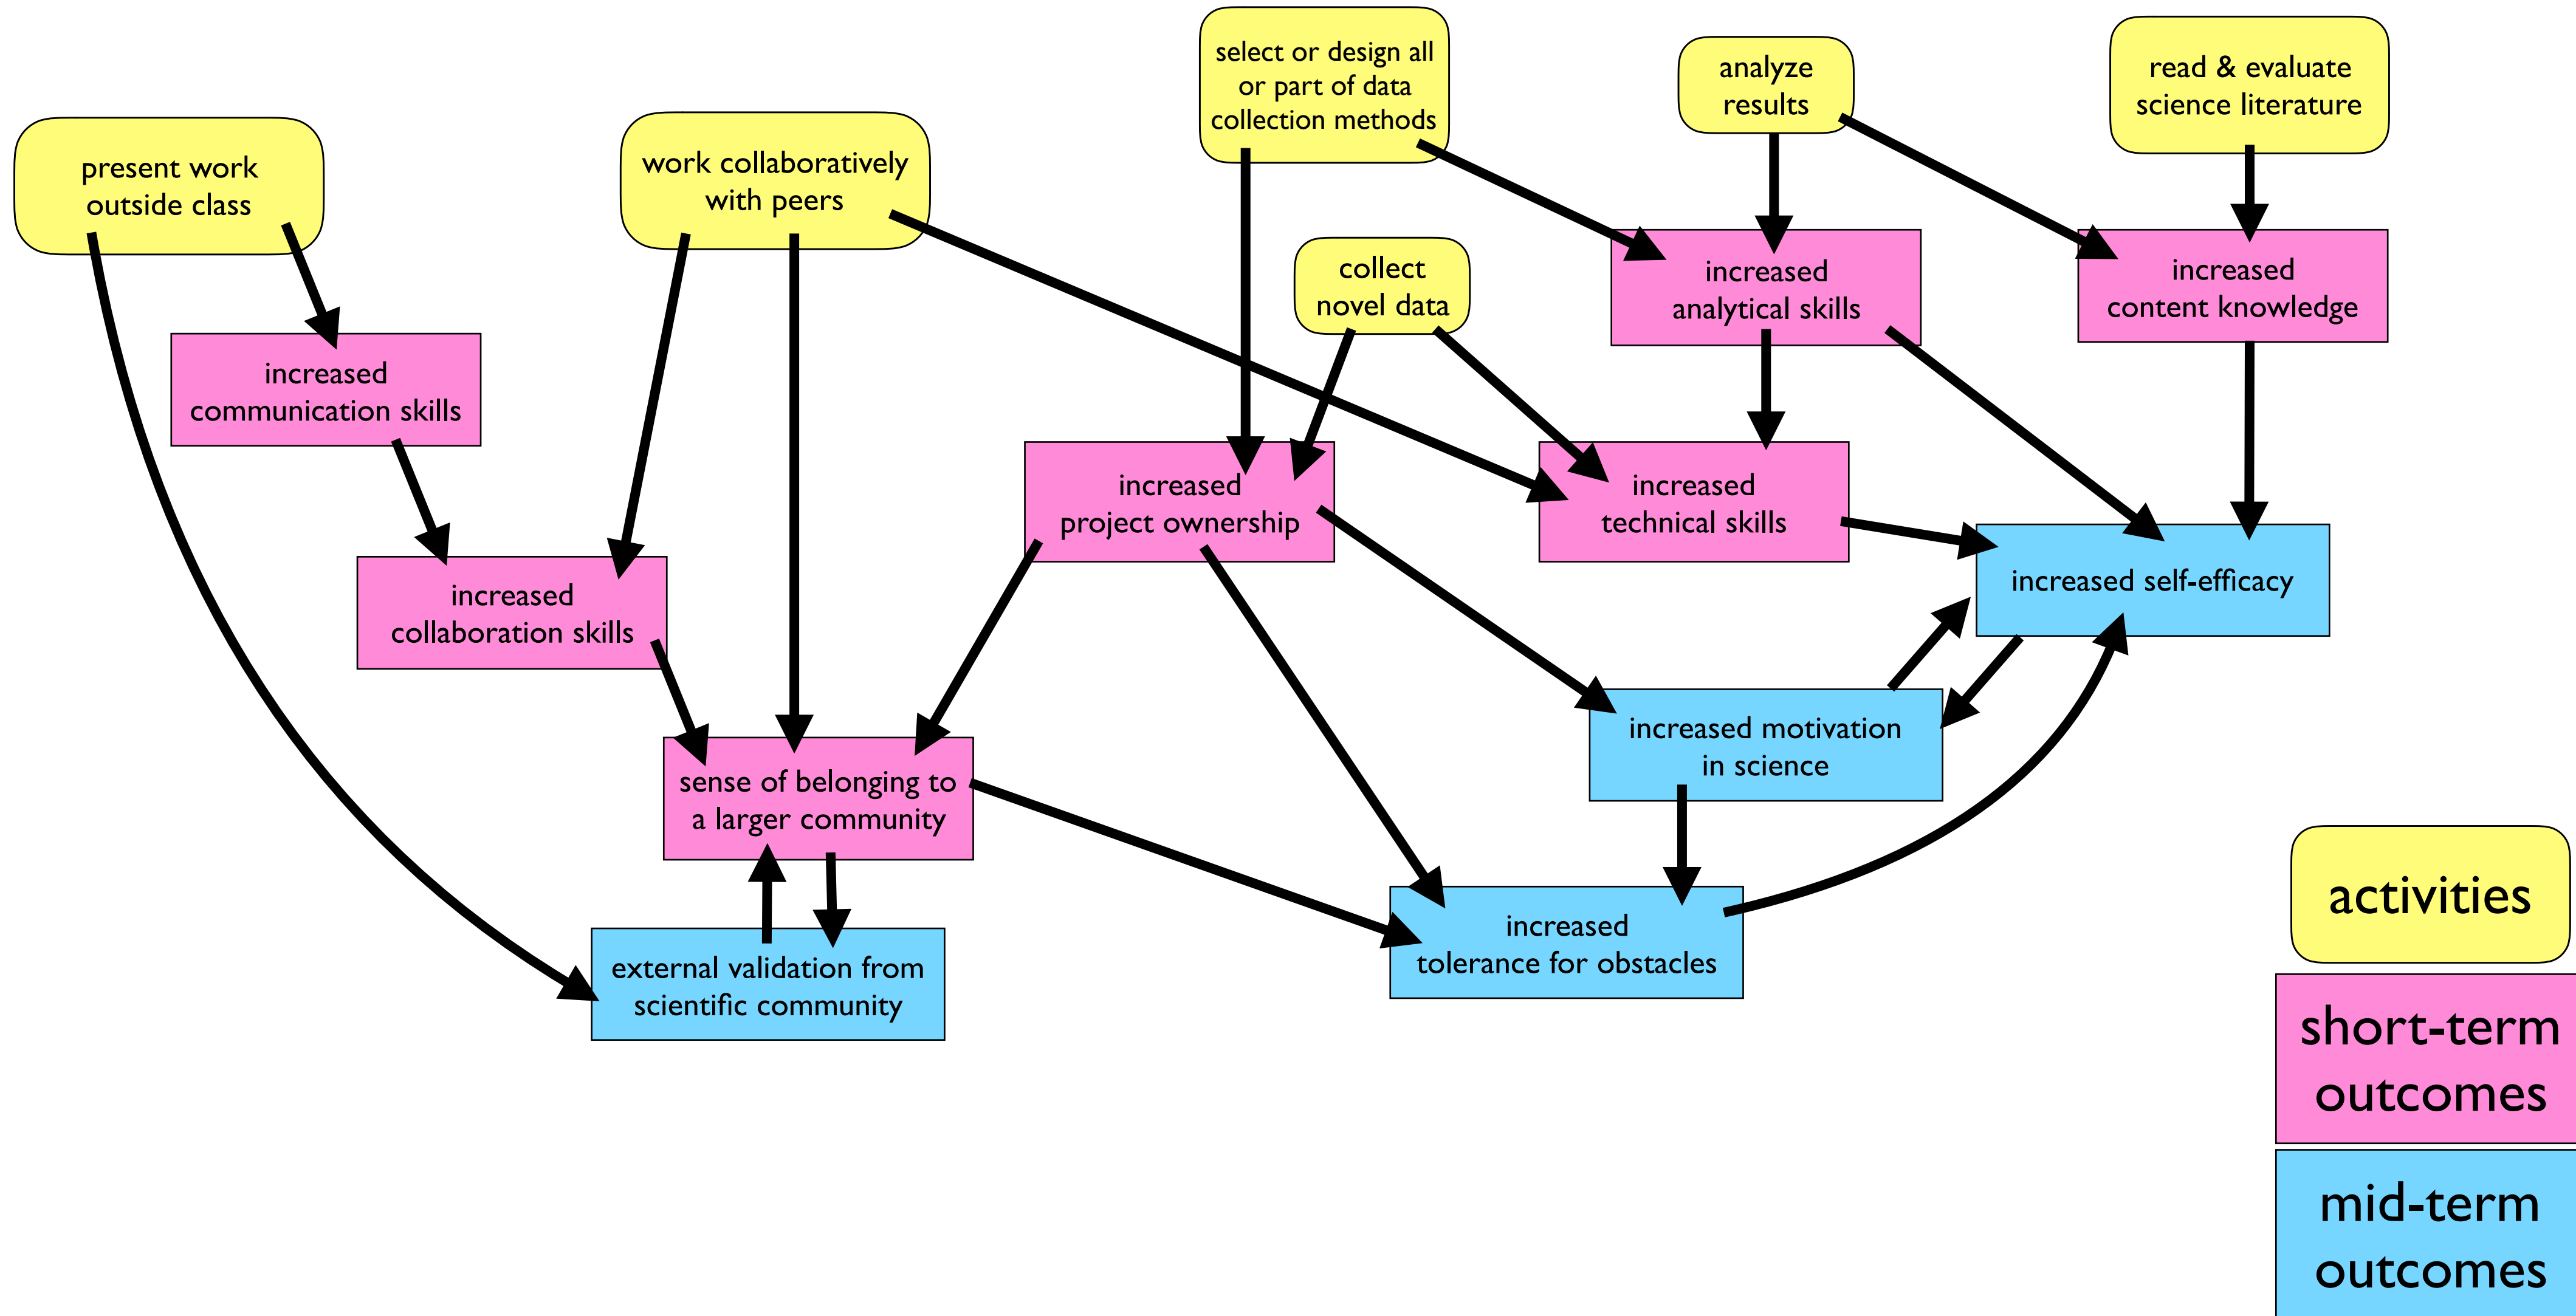 select or design all
or part of data
collection methods
analyze
results
read & evaluate
science literature
present work
outside class
work collaboratively
with peers
collect
novel data
increased
analytical skills
increased
content knowledge
increased
communication skills
increased
project ownership
increased
technical skills
increased
collaboration skills
increased self-efficacy
increased motivation
in science
sense of belonging to
a larger community
increased
tolerance for obstacles
external validation from
scientific community
activities
short-term
outcomes
mid-term
outcomes